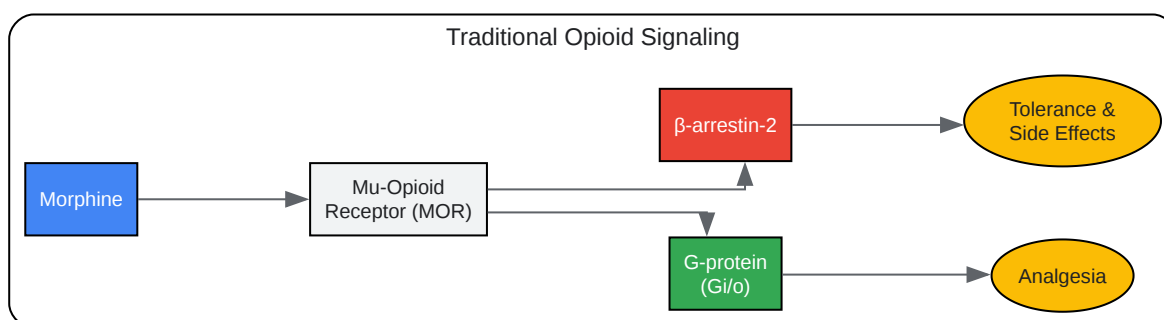 Traditional Opioid Signaling
Morphine
Mu-Opioid
Receptor (MOR)
β-arrestin-2
Tolerance &
Side Effects
G-protein
(Gi/o)
Analgesia